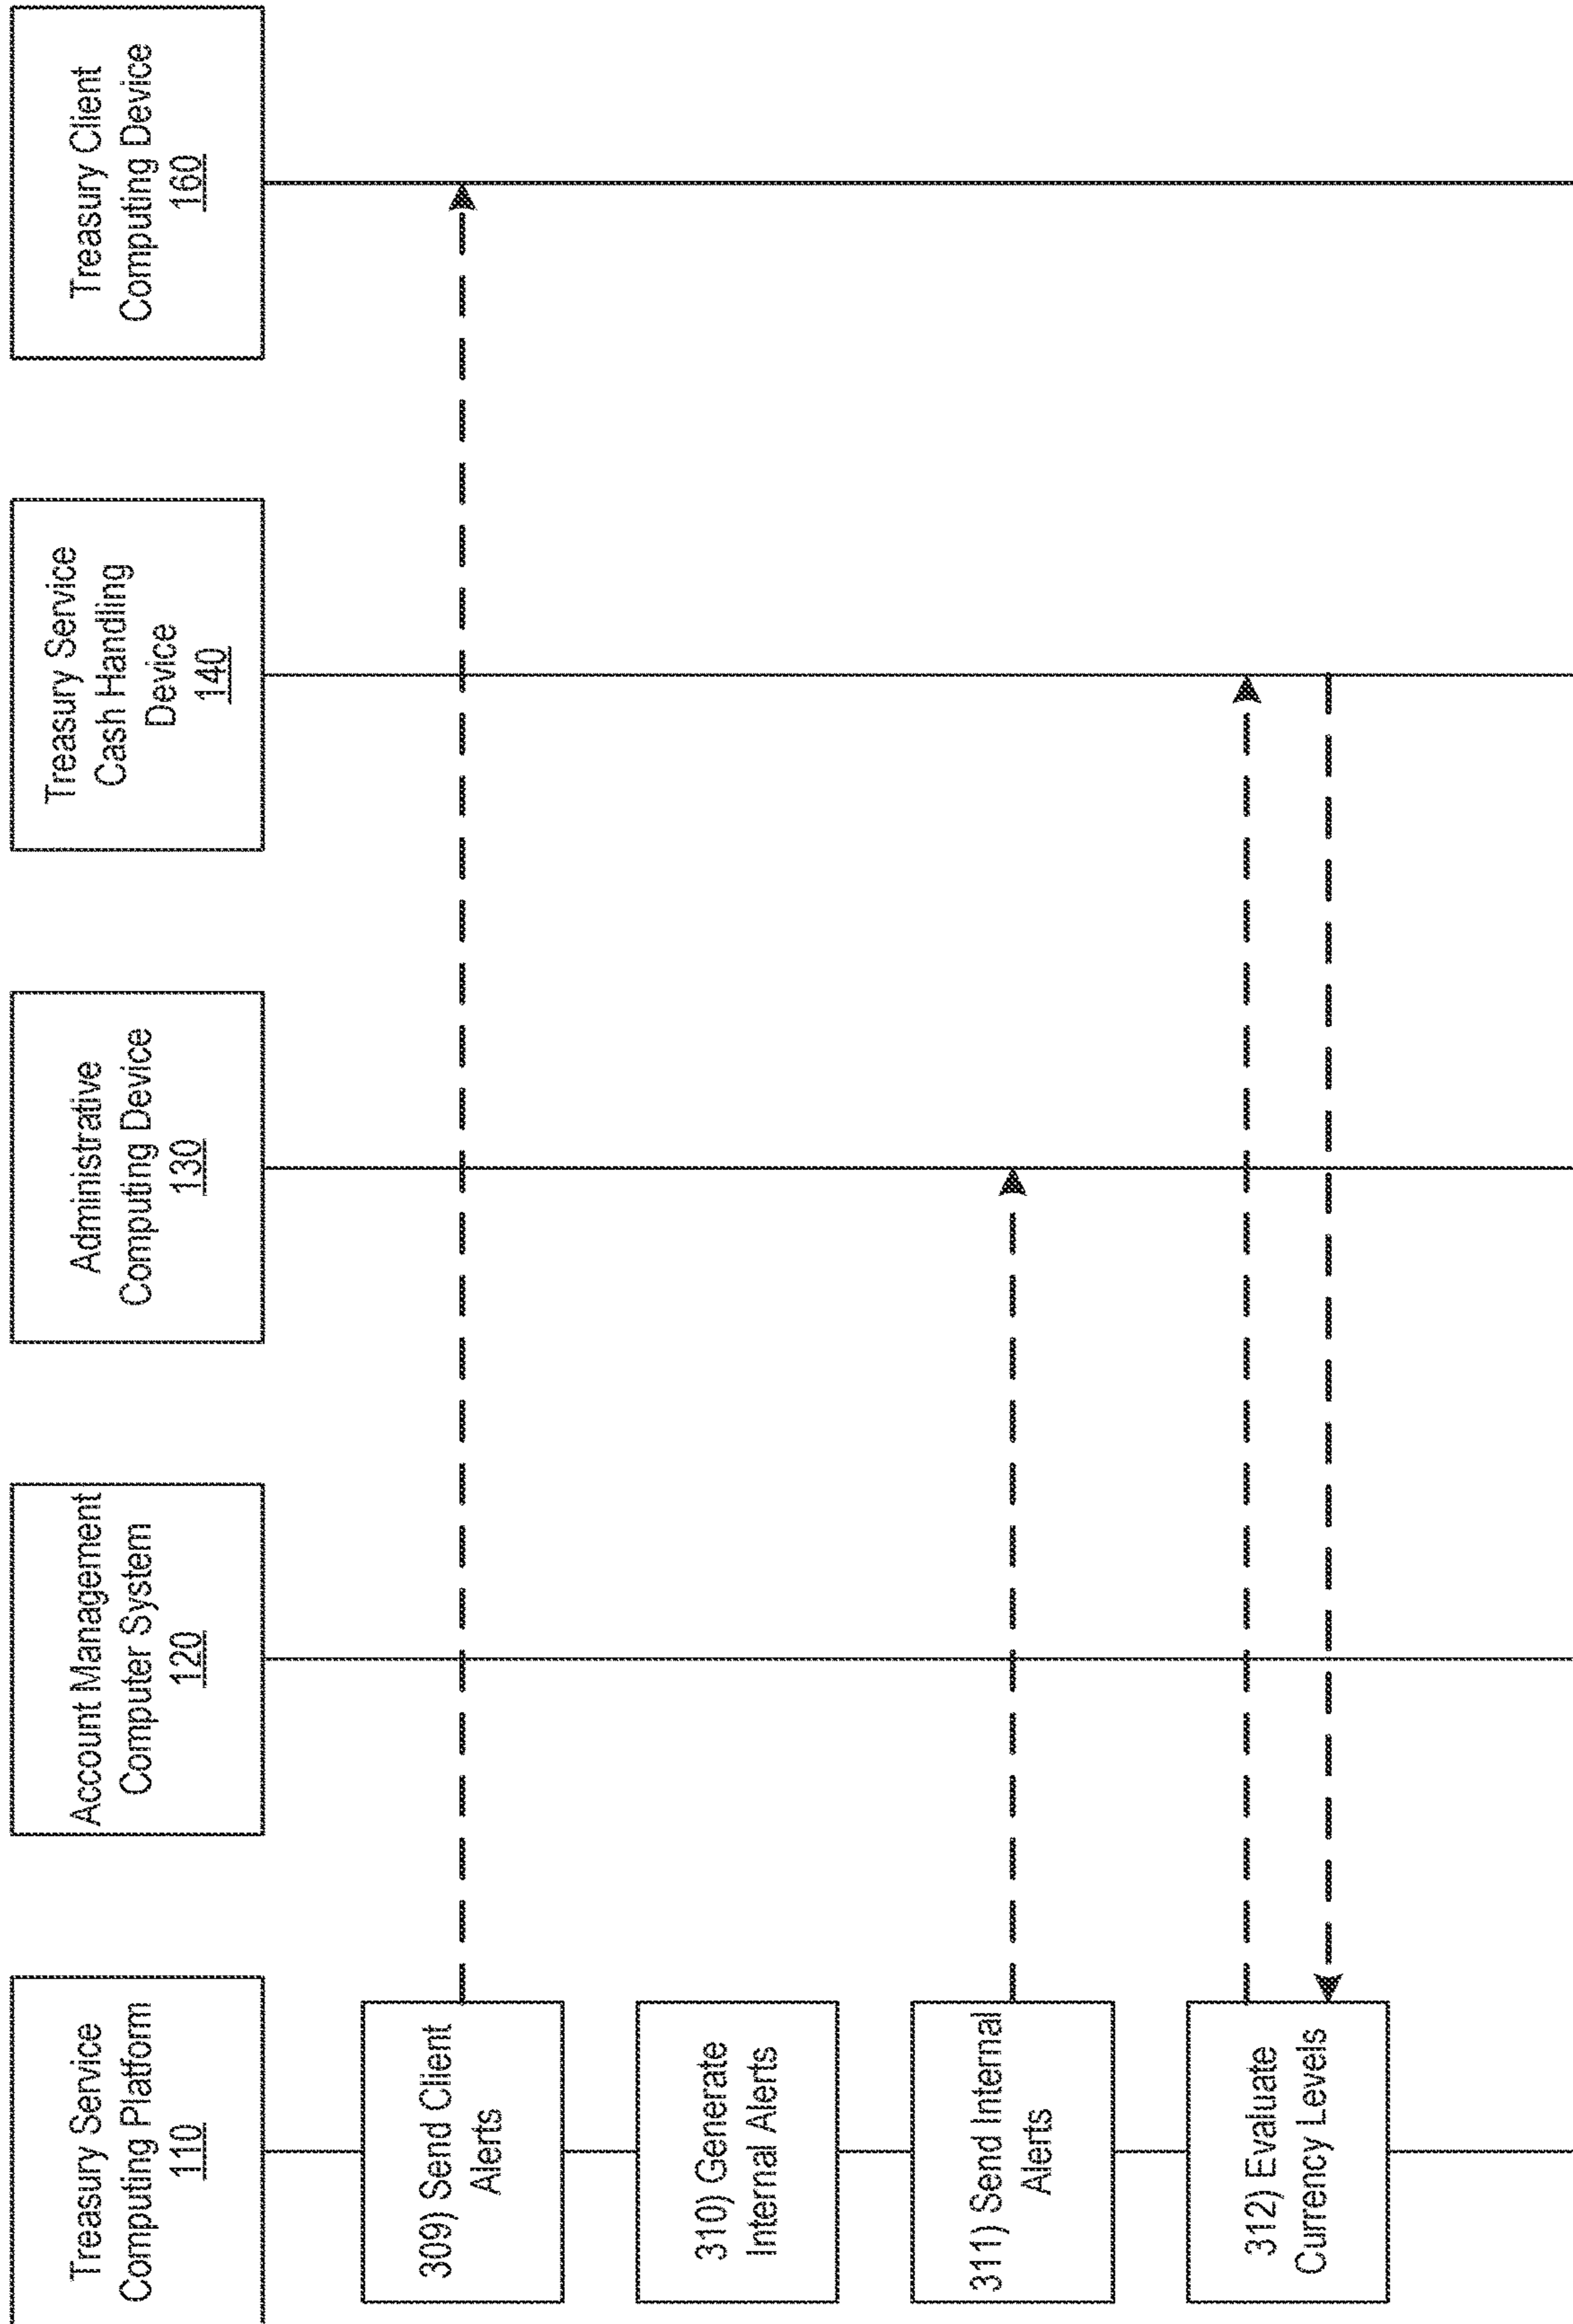 Treasury Service
Computing Platform
110
Account Management
Computer System
120
Administrative
Computing Device
130
Treasury Service
Cash Handling
Device
140
Treasury Client
Computing Device
160
309) Send Client
Alerts
310) Generate
Internal Alerts
311) Send Internal
Alerts
312) Evaluate
Currency Levels